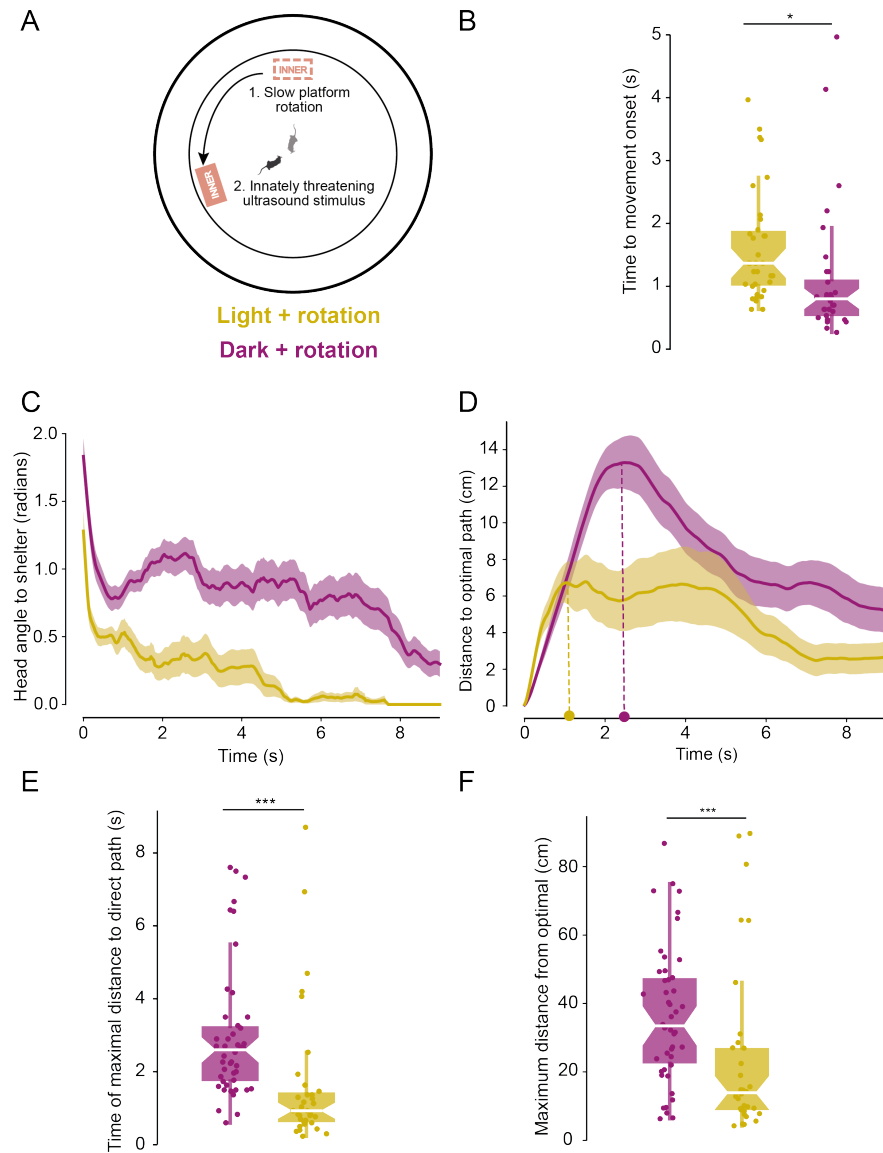 A
INNER
1. Slow platform
rotation
INNER
2. Innately threatening
ultrasound stimulus
Light + rotation
Dark + rotation
B
*
Time to movement onset (s)
5
4
3
2
1
0
C
Head angle to shelter (radians)
2.0
1.5
1.0
0.5
0.0
0
2
4
6
8
Time (s)
D
Distance to optimal path (cm)
14
12
10
8
6
4
2
0
0
2
4
6
8
Time (s)
E
***
Time of maximal distance to direct path (s)
8
6
4
2
0
F
***
Maximum distance from optimal (cm)
80
60
40
20
0